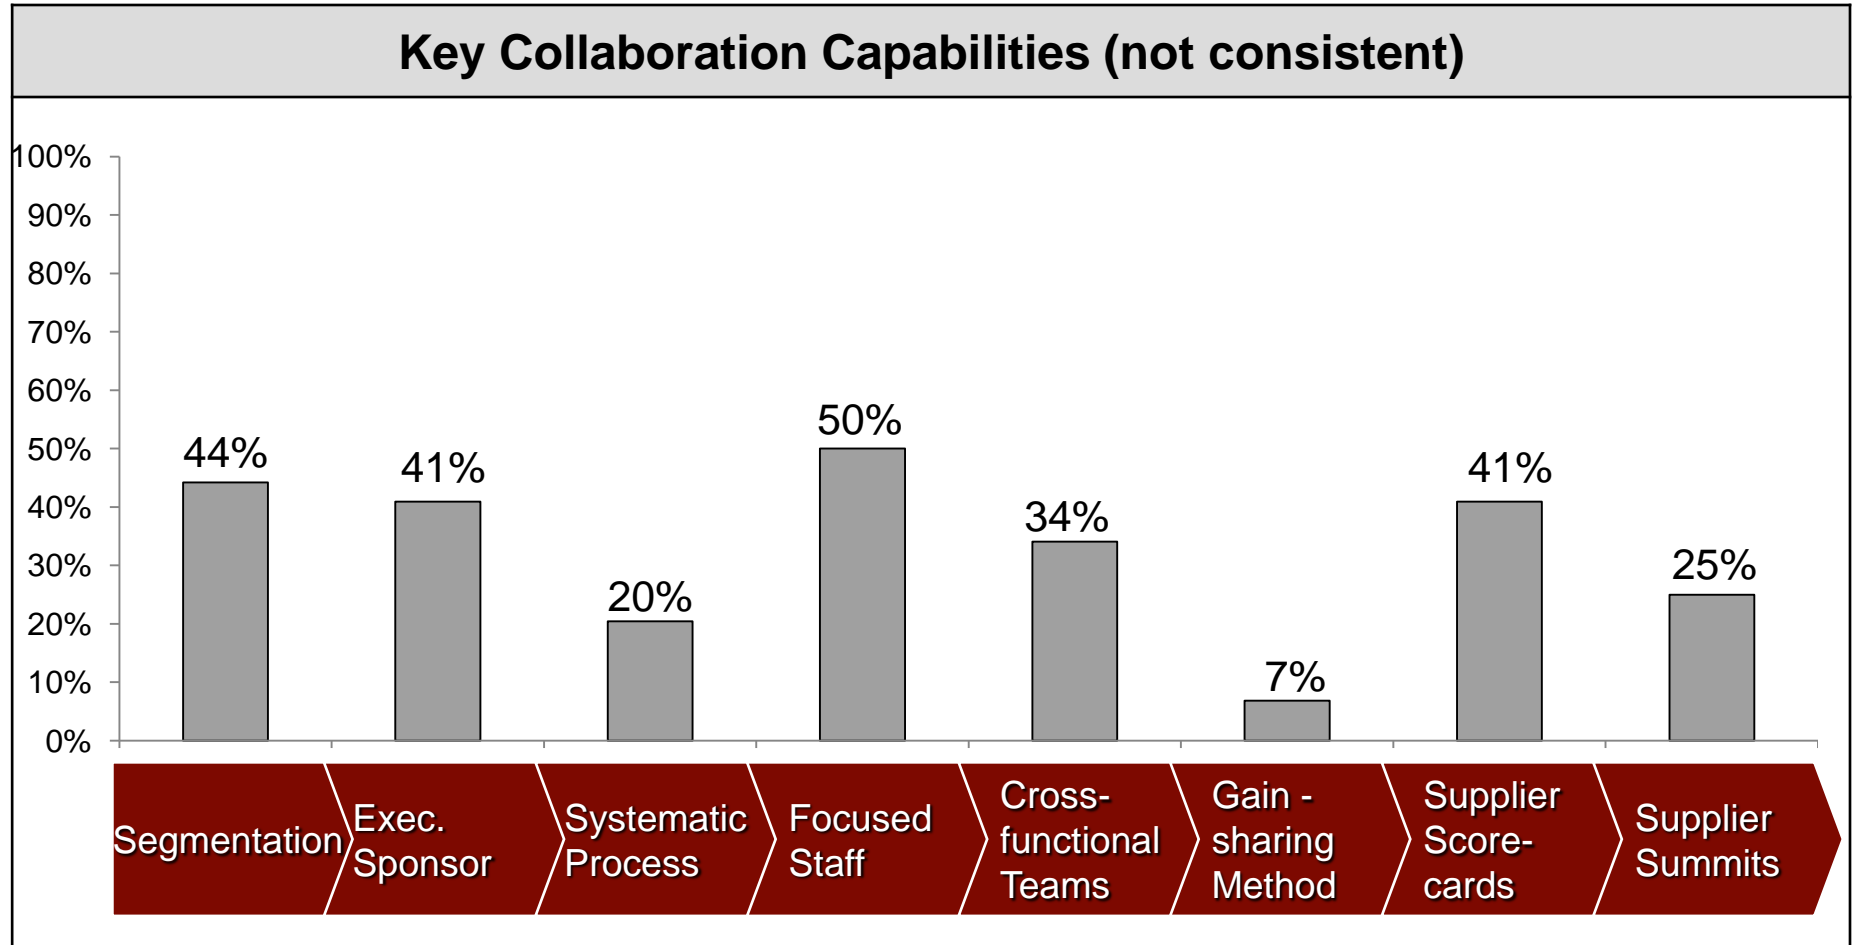 Key Collaboration Capabilities (not consistent)
100%
90%
80%
70%
60%
50%
40%
30%
20%
10%
0%
44%
41%
20%
50%
34%
7%
41%
25%
Segmentation
Exec.
Sponsor
Systematic
Process
Focused
Staff
Cross-
functional
Teams
Gain -
sharing
Method
Supplier
Score-
cards
Supplier
Summits